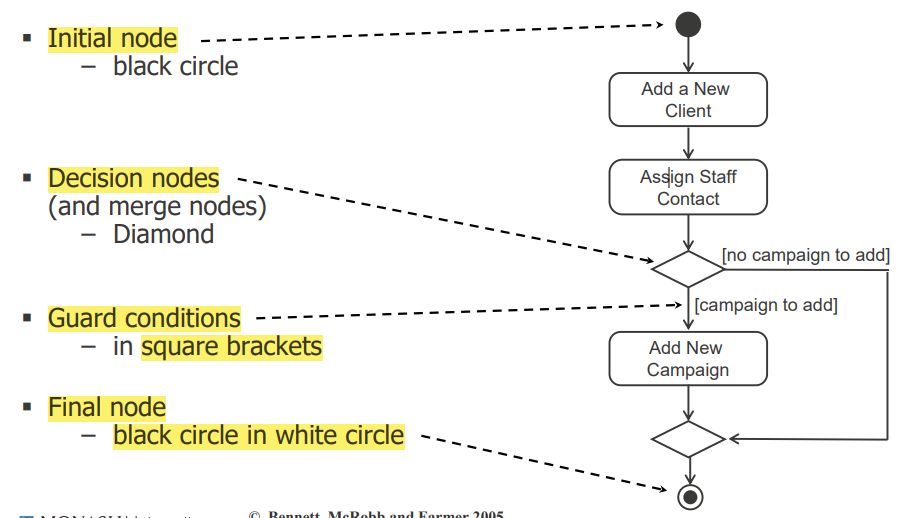 ▪ Initial node
– black circle
▪ Decision nodes
(and merge nodes)
– Diamond
▪ Guard conditions
– in square brackets
▪ Final node
– black circle in white circle
Add a New
Client
Assign Staff
Contact
[no campaign to add]
[campaign to add]
Add New
Campaign
© Bennett, McRobb and Farmer 2005